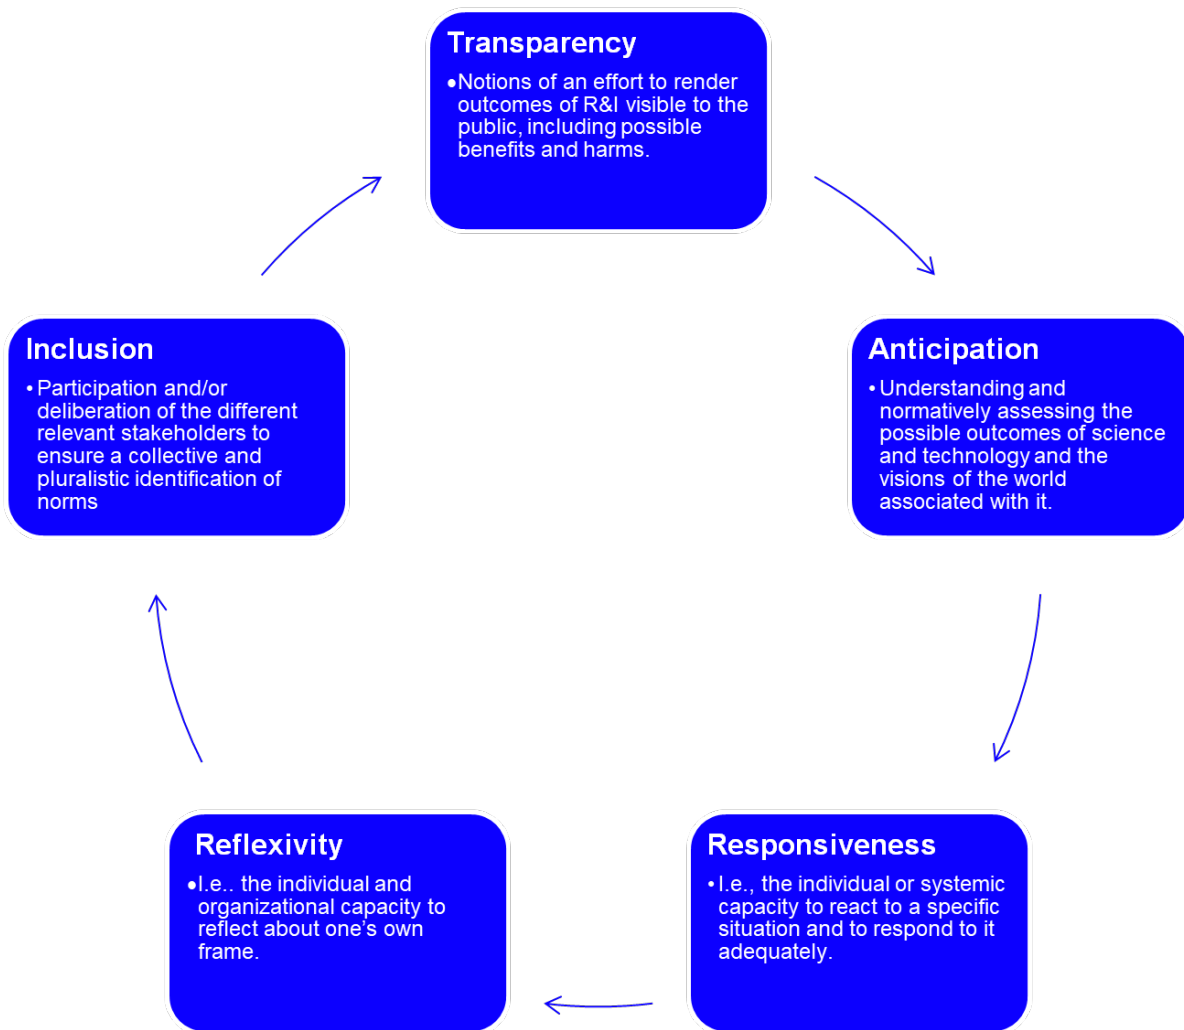 Transparency
•Notions of an effort to render
outcomes of R&I visible to the
public, including possible
benefits and harms.
Anticipation
• Understanding and
normatively assessing the
possible outcomes of science
and technology and the
visions of the world
associated with it.
Responsiveness
• I.e., the individual or systemic
capacity to react to a specific
situation and to respond to it
adequately.
Reflexivity
•I.e.. the individual and
organizational capacity to
reflect about one’s own
frame.
Inclusion
• Participation and/or
deliberation of the different
relevant stakeholders to
ensure a collective and
pluralistic identification of
norms